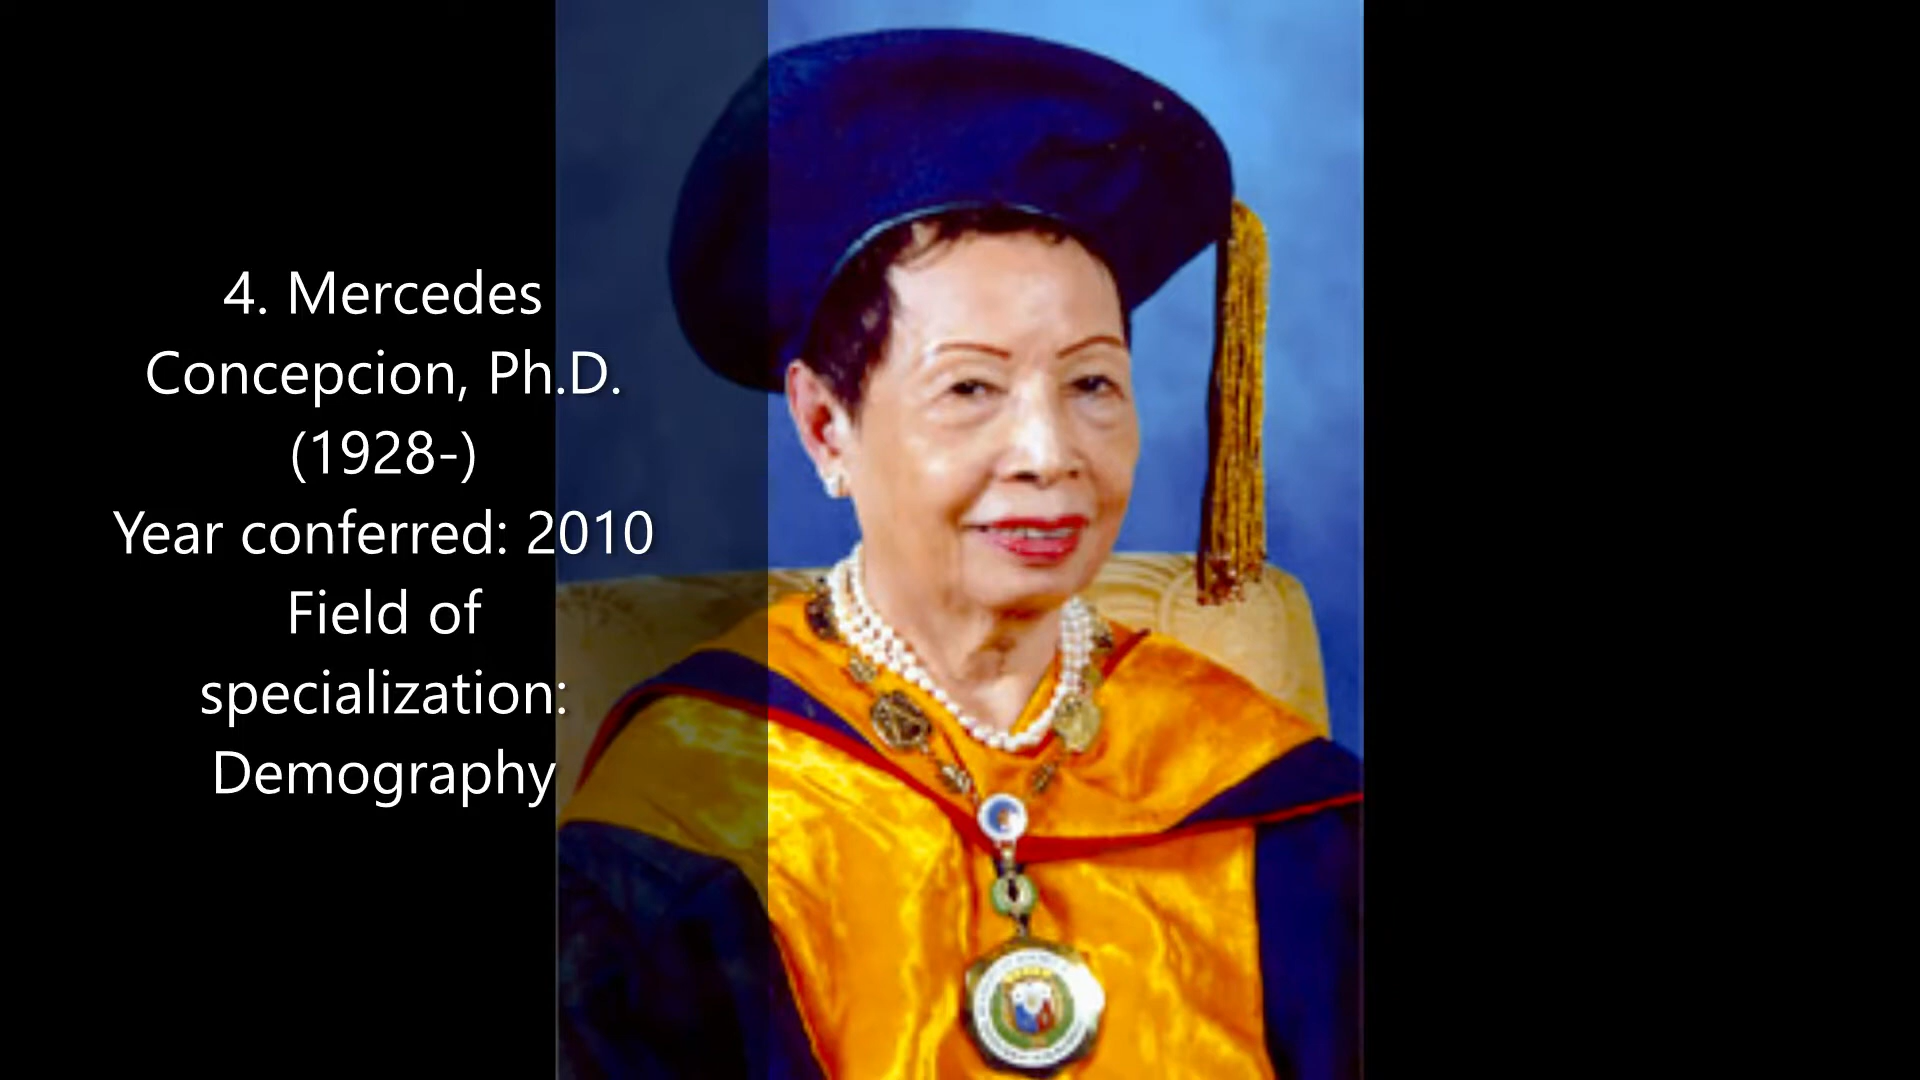 4. Mercedes
Concepcion, Ph.D.
(1928-)
Year conferred: 2010
Field of
specialization:
Demography